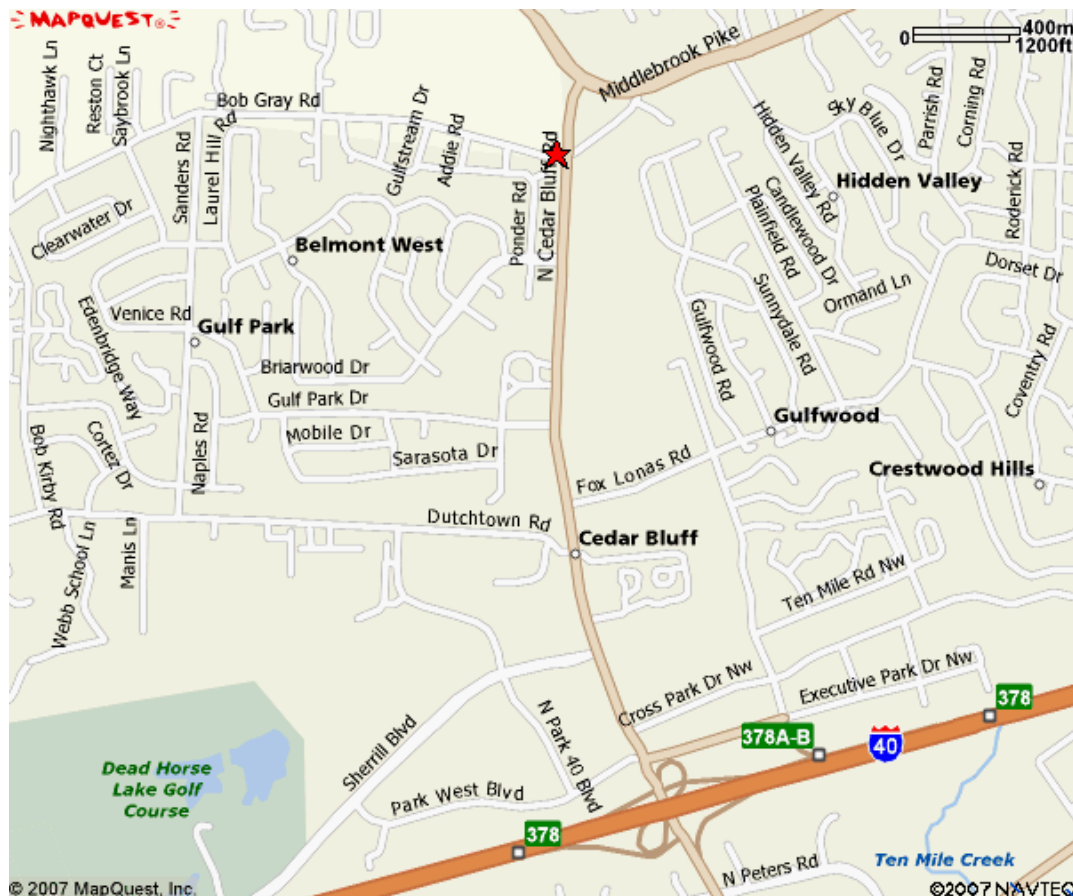 MAPQUEST®
400m
0
1200ft
Nighthawk Ln
Reston Ct
Saybrook Ln
Bob Gray Rd
Sanders Rd
Laurel Hill Rd
Gulfstream Dr
Addie Rd
Ponder Rd
N Cedar Bluff Rd
Middlebrook Pike
Hidden Valley Rd
Sky Blue Dr
Parrish Rd
Corning Rd
Roderick Rd
Hidden Valley
Candlewood Dr
Plainfield Rd
Clearwater Dr
Belmont West
Dorset Dr
Ormand Ln
Sunnydale Rd
Gulfwood Rd
Venice Rd
Edenbridge Way
Gulf Park
Briarwood Dr
Coventry Rd
Gulf Park Dr
Mobile Dr
Sarasota Dr
Naples Rd
Cortez Dr
Bob Kirby Rd
Gulfwood
Fox Lonas Rd
Crestwood Hills
Dutchtown Rd
Cedar Bluff
Webb School Ln
Manis Ln
Ten Mile Rd Nw
Cross Park Dr Nw
Executive Park Dr Nw
378
378A-B
40
N Park 40 Blvd
Sherrill Blvd
Dead Horse
Lake Golf
Course
Park West Blvd
378
N Peters Rd
Ten Mile Creek
© 2007 MapQuest, Inc.
©2007 NAVTEQ